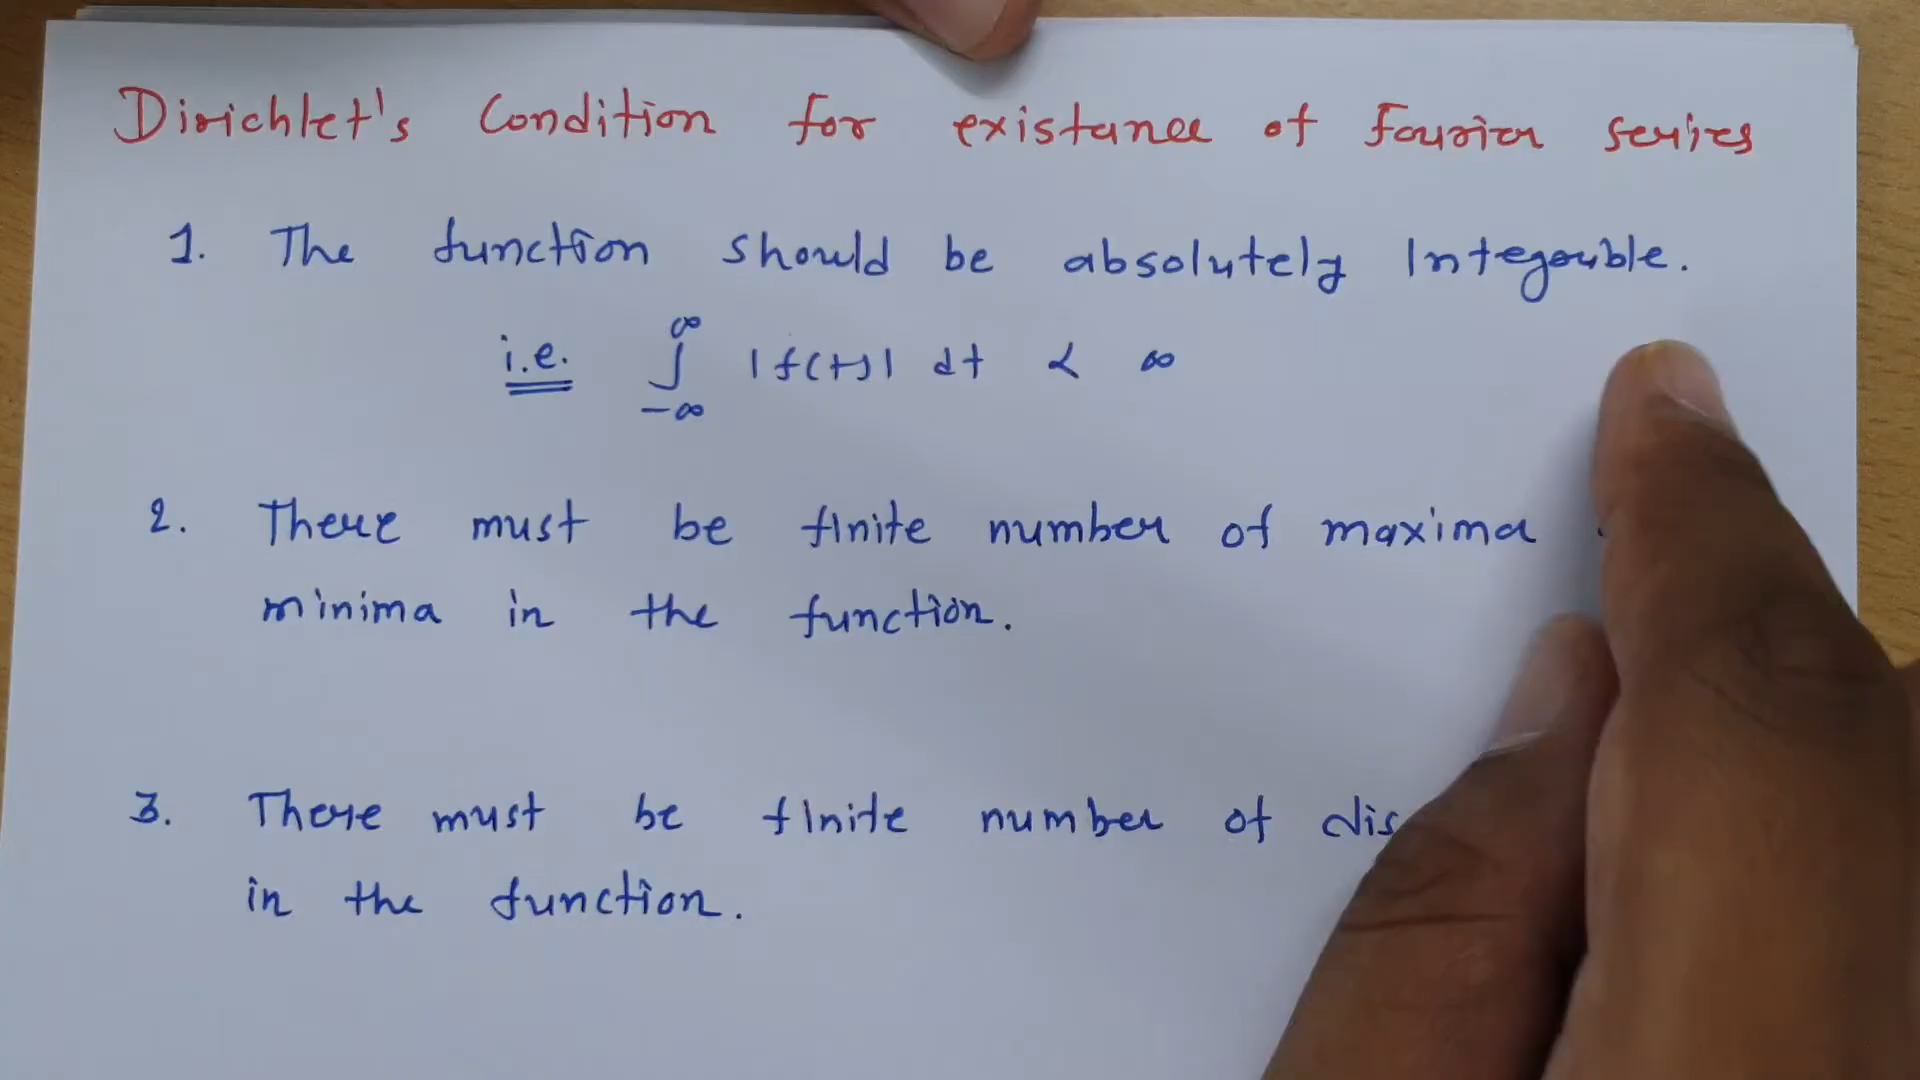 Dirichlet's Condition for existance of Fourier series
1. The function should be absolutely Integrable.
i.e. ∫_{-∞}^{∞} |f(t)| dt < ∞
2. There must be finite number of maxima
minima in the function.
3. There must be finite number of dis
in the function.